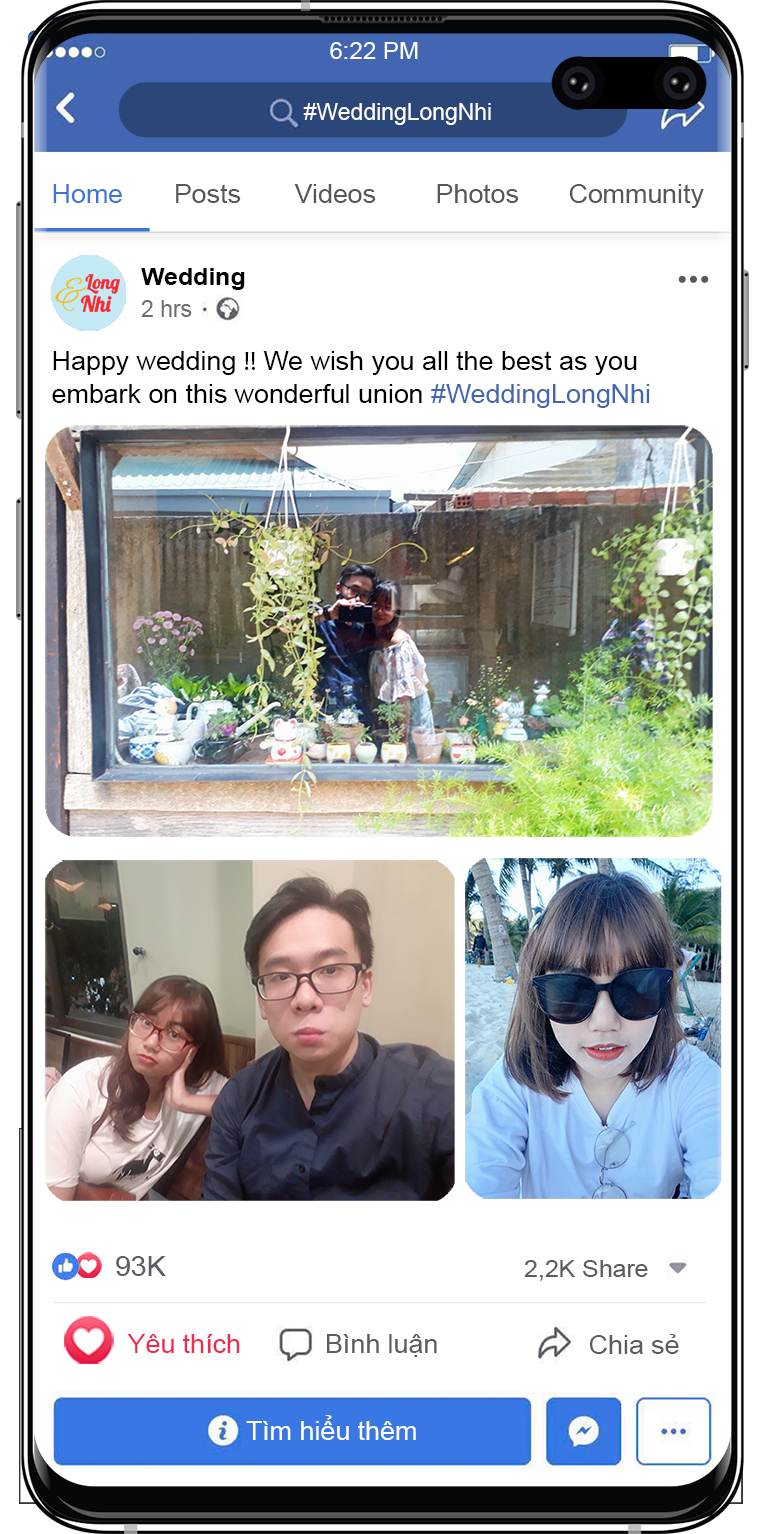 6:22 PM
#WeddingLongNhi
Home Posts Videos Photos Community
Long
& Nhi
Wedding
2 hrs ·
Happy wedding !! We wish you all the best as you
embark on this wonderful union #WeddingLongNhi
93K 2,2K Share
Yêu thích Bình luận Chia sẻ
Tìm hiểu thêm